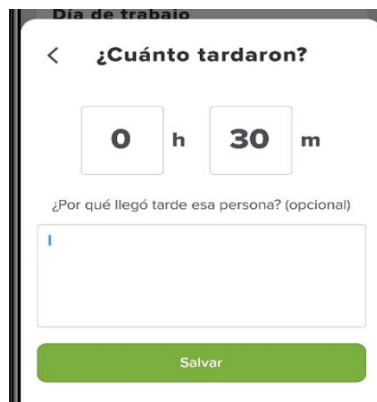 Día de trabajo
¿Cuánto tardaron?
0 h 30 m
¿Por qué llegó tarde esa persona? (opcional)
Salvar